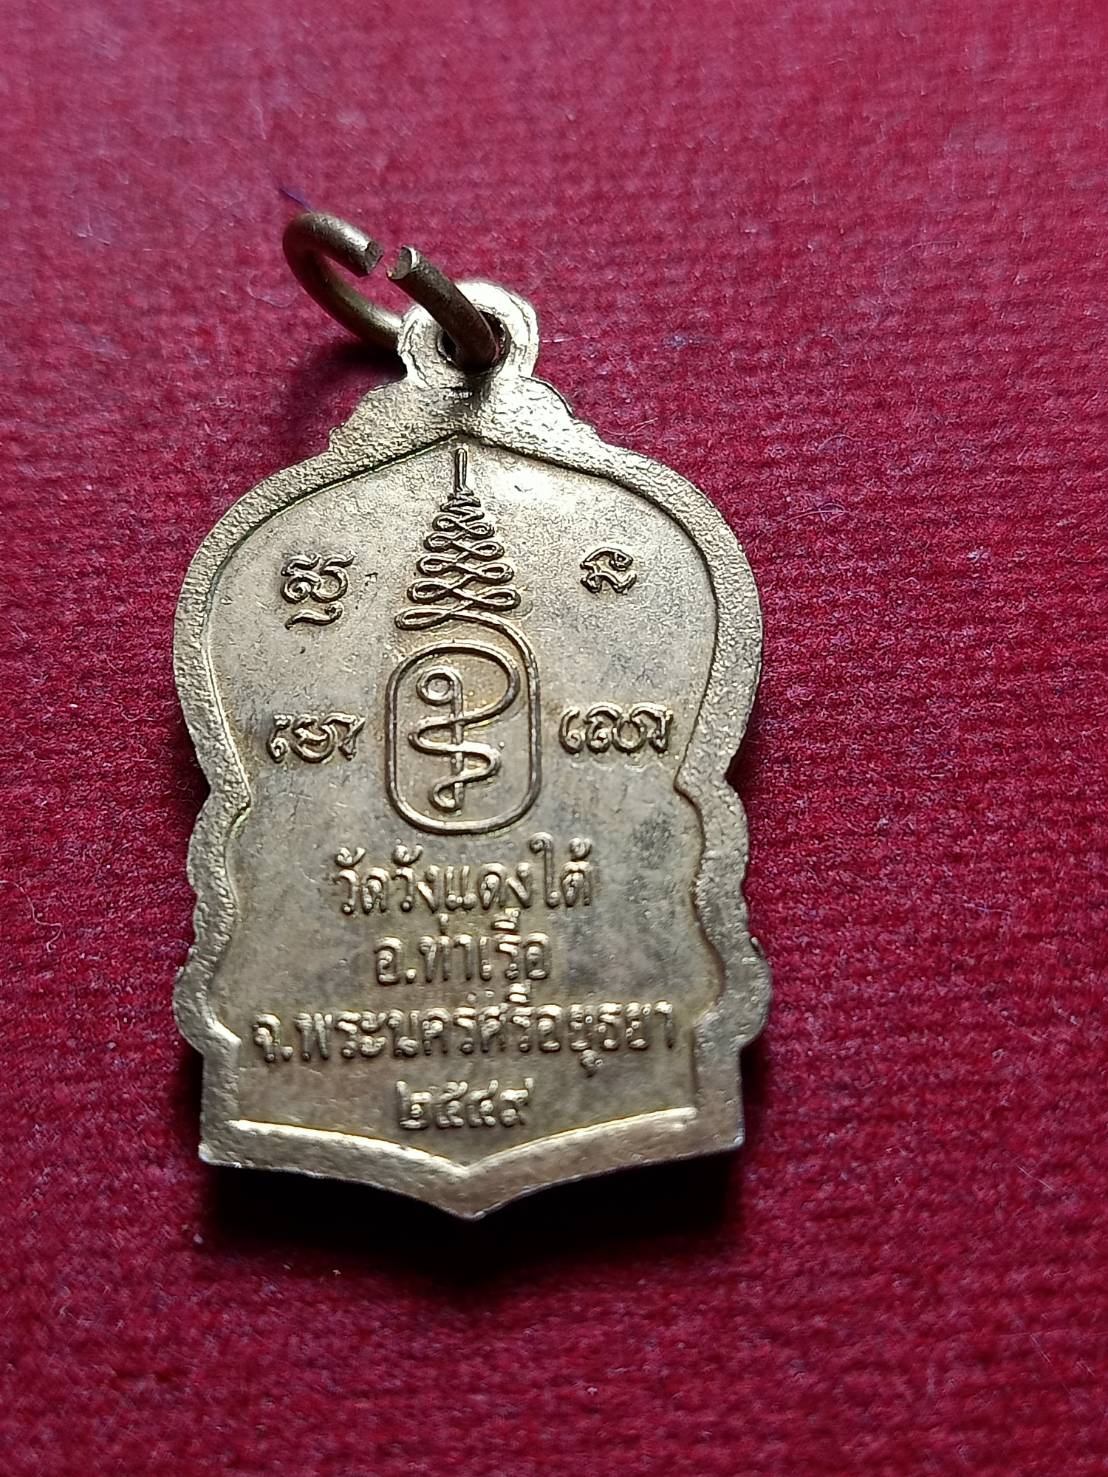 วัดวังแดงใต้
อ.ท่าเรือ
จ.พระนครศรีอยุธยา
๒๕๔๙